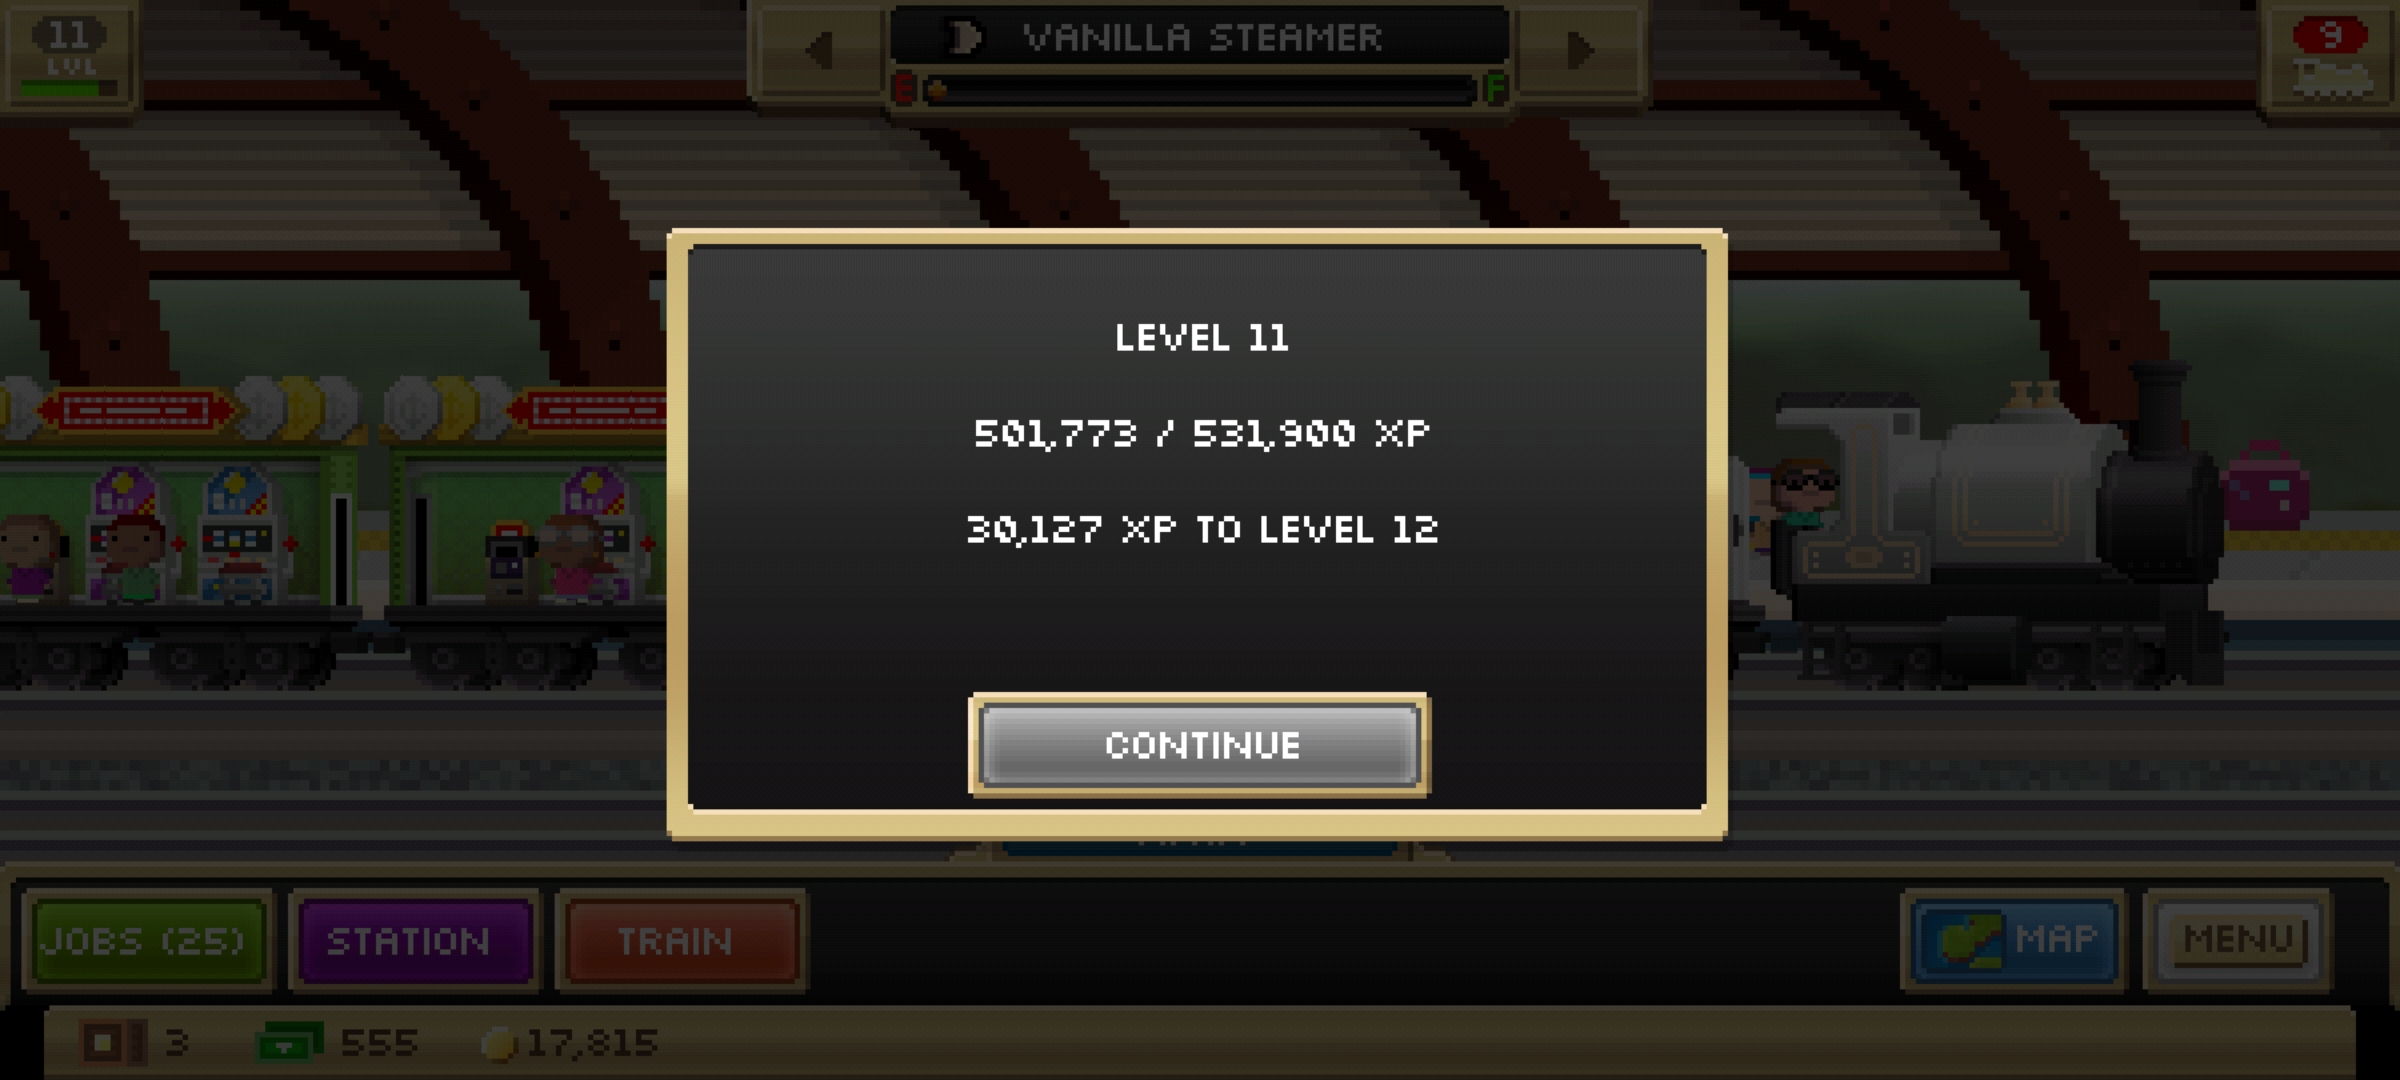 11
LVL
VANILLA STEAMER
E
F
9
LEVEL 11
501,773 / 531,900 XP
30,127 XP TO LEVEL 12
CONTINUE
JOBS (25)
STATION
TRAIN
MAP
MENU
3
555
17,815